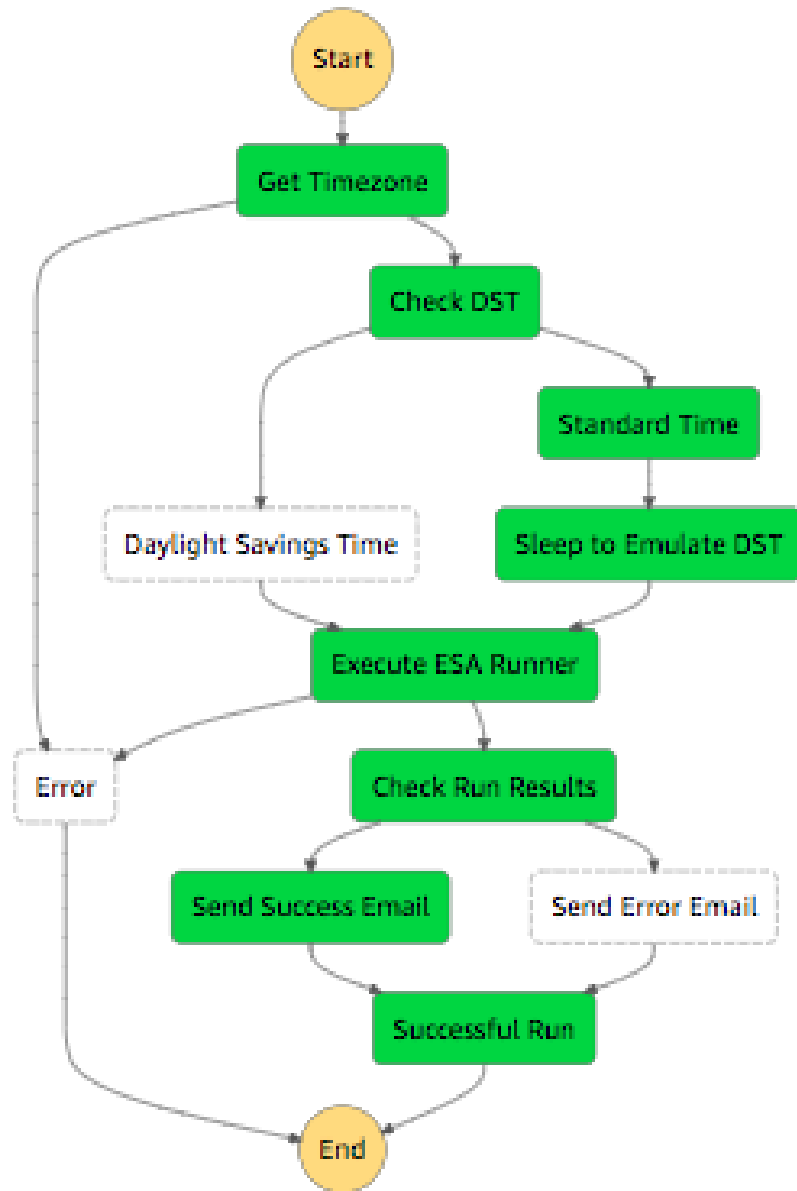 Start
Get Timezone
Check DST
Standard Time
Daylight Savings Time
Sleep to Emulate DST
Execute ESA Runner
Error
Check Run Results
Send Success Email
Send Error Email
Successful Run
End